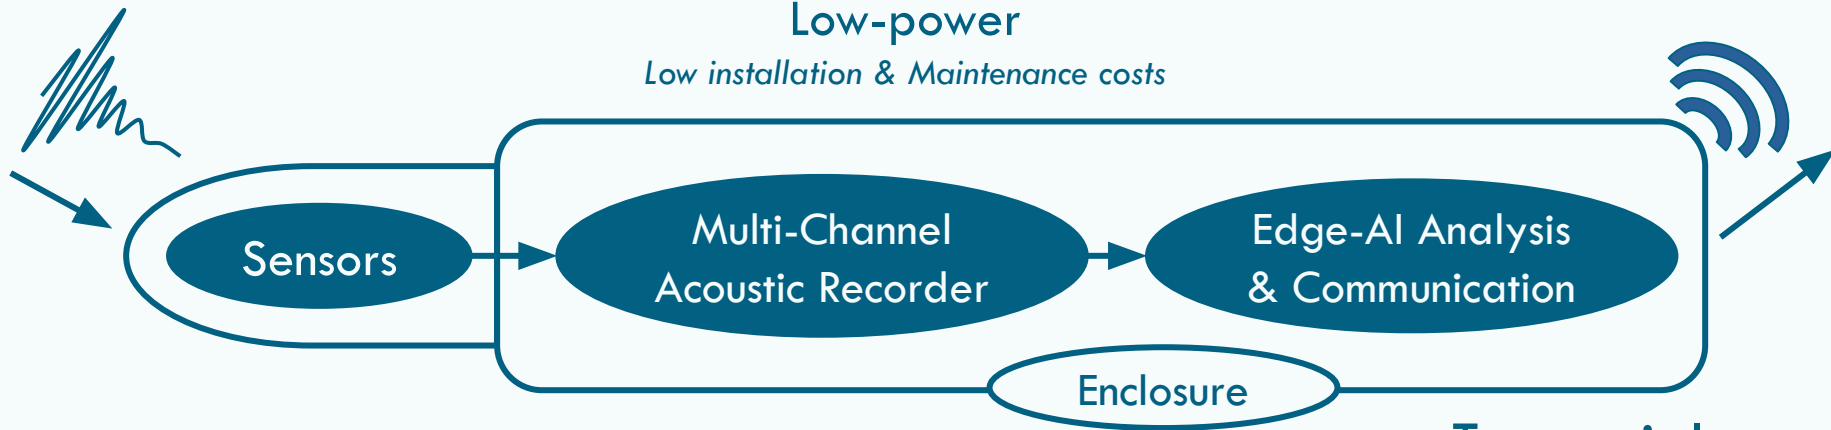 Low-power
Low installation & Maintenance costs
Sensors
Multi-Channel
Acoustic Recorder
Edge-AI Analysis
& Communication
Enclosure